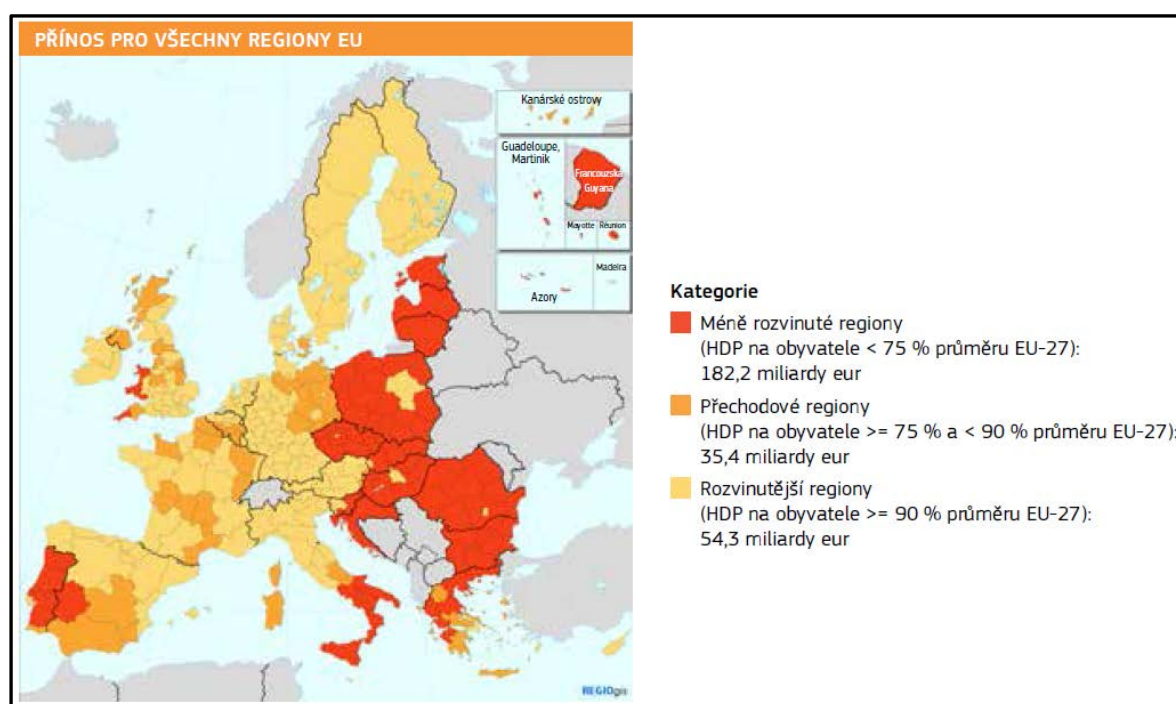 PŘÍNOS PRO VŠECHNY REGIONY EU
Kanárské ostrovy
Guadeloupe,
Martinik
Francouzská
Guyana
Mayotte
Réunion
Madeira
Azory
REGIOgis
Kategorie
Méně rozvinuté regiony
(HDP na obyvatele < 75 % průměru EU-27):
182,2 miliardy eur
Přechodové regiony
(HDP na obyvatele >= 75 % a < 90 % průměru EU-27):
35,4 miliardy eur
Rozvinutější regiony
(HDP na obyvatele >= 90 % průměru EU-27):
54,3 miliardy eur